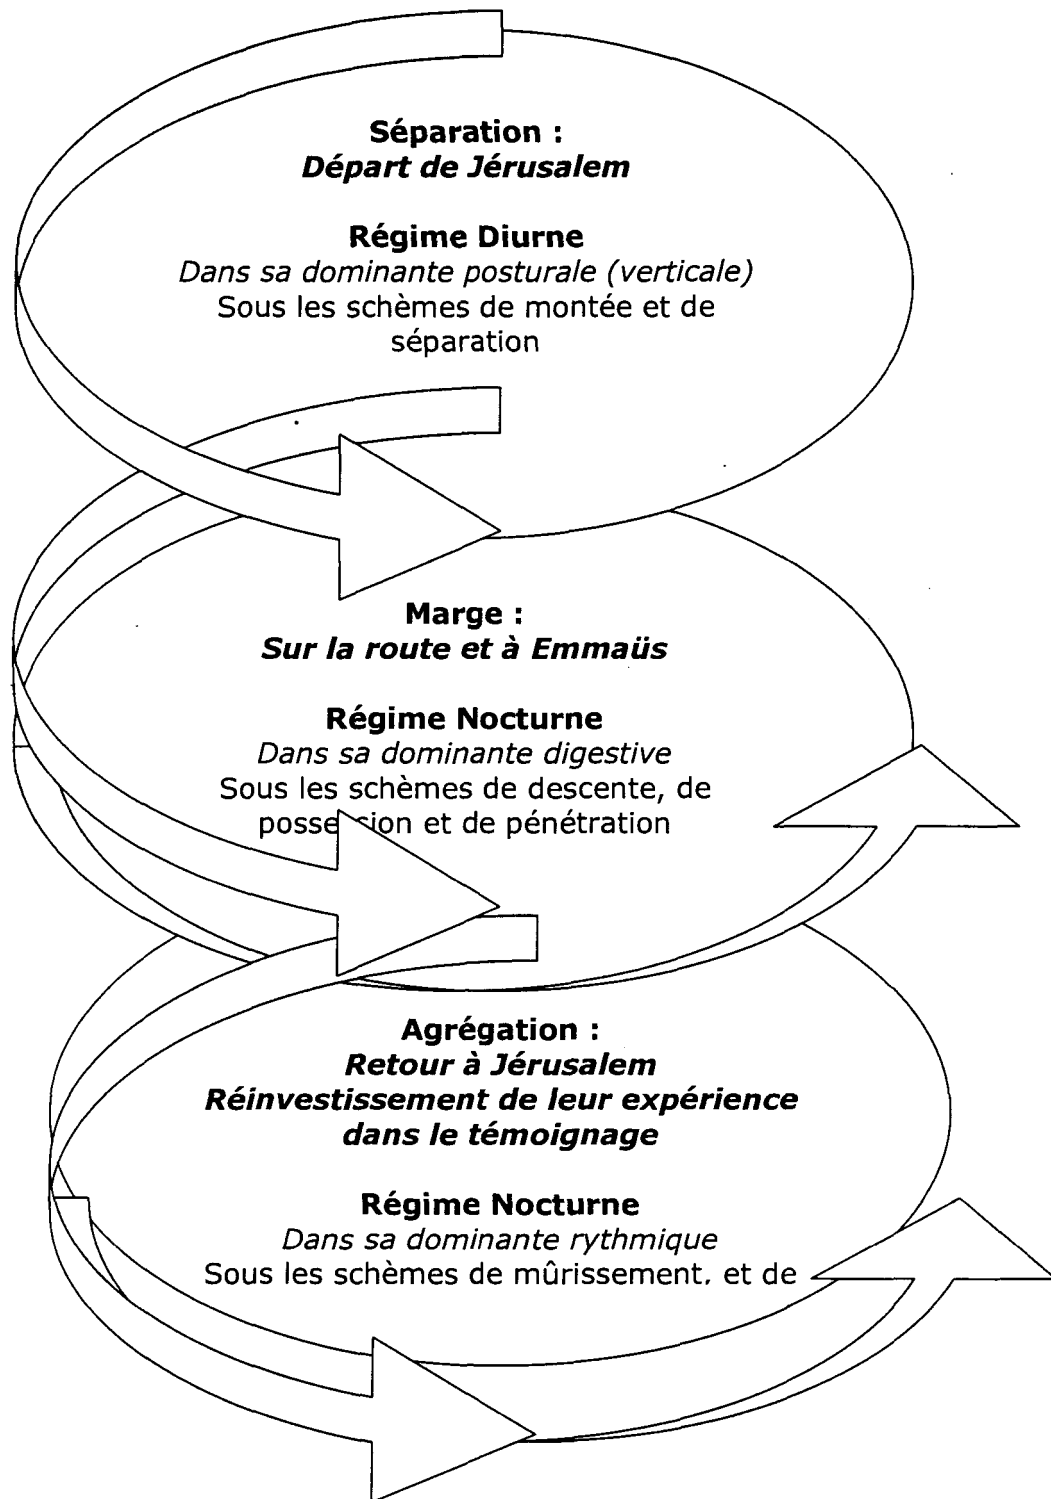 Séparation :
Départ de Jérusalem
Régime Diurne
Dans sa dominante posturale (verticale)
Sous les schèmes de montée et de
séparation
Marge :
Sur la route et à Emmaüs
Régime Nocturne
Dans sa dominante digestive
Sous les schèmes de descente, de
possession et de pénétration
Agrégation :
Retour à Jérusalem
Réinvestissement de leur expérience
dans le témoignage
Régime Nocturne
Dans sa dominante rythmique
Sous les schèmes de mûrissement, et de